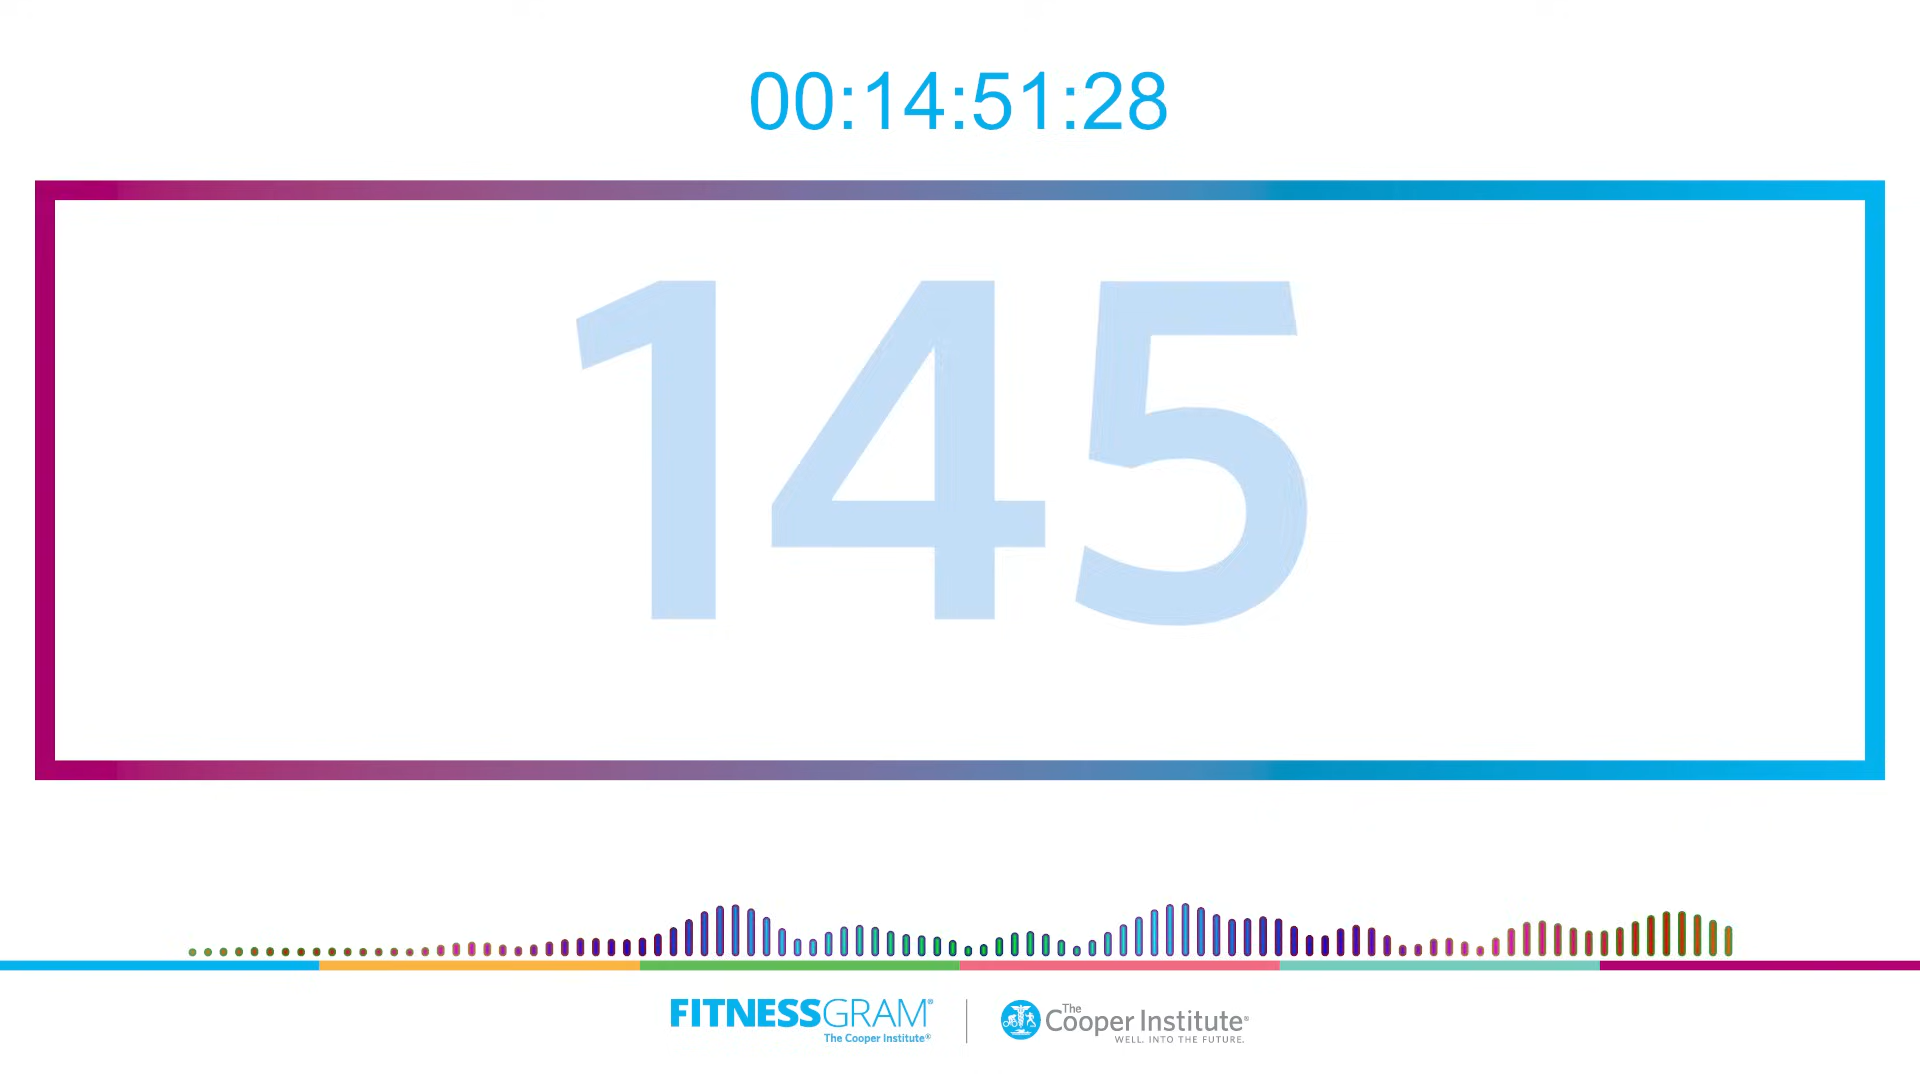 00:14:51:28
145
FITNESSGRAM®
The Cooper Institute®
The
Cooper Institute®
WELL. INTO THE FUTURE.